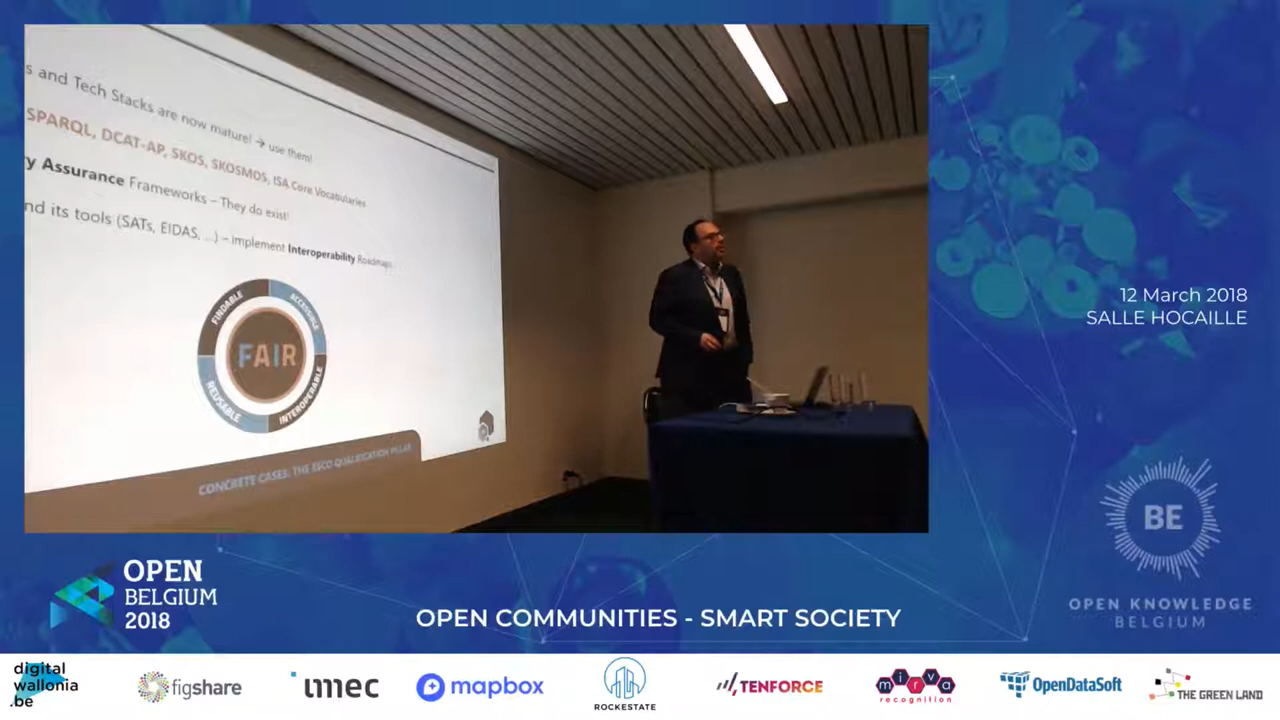 s and Tech Stacks are now mature! → use them!
SPARQL, DCAT-AP, SKOS, SKOSMOS, ISA Core Vocabularies
y Assurance Frameworks – They do exist!
nd its tools (SATs, EIDAS, ...) – implement Interoperability Roadmaps
FINDABLE
ACCESSIBLE
FAIR
REUSABLE
INTEROPERABLE
CONCRETE CASES: THE ESCO QUALIFICATION PILLAR
12 March 2018
SALLE HOCAILLE
BE
OPEN KNOWLEDGE
BELGIUM
OPEN
BELGIUM
2018
OPEN COMMUNITIES - SMART SOCIETY
digital
wallonia
.be
figshare
imec
mapbox
ROCKESTATE
TENFORCE
mirva
recognition
OpenDataSoft
THE GREEN LAND